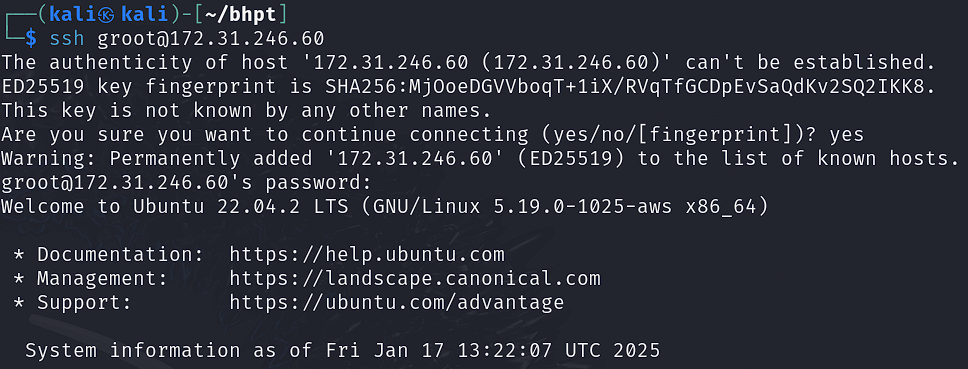 ┌──(kali㉿kali)-[~/bhpt]
└─$ ssh groot@172.31.246.60
The authenticity of host '172.31.246.60 (172.31.246.60)' can't be established.
ED25519 key fingerprint is SHA256:MjOoeDGVVboqT+1iX/RVqTfGCDpEvSaQdKv2SQ2IKK8.
This key is not known by any other names.
Are you sure you want to continue connecting (yes/no/[fingerprint])? yes
Warning: Permanently added '172.31.246.60' (ED25519) to the list of known hosts.
groot@172.31.246.60's password:
Welcome to Ubuntu 22.04.2 LTS (GNU/Linux 5.19.0-1025-aws x86_64)
* Documentation:  https://help.ubuntu.com
* Management:     https://landscape.canonical.com
* Support:        https://ubuntu.com/advantage
System information as of Fri Jan 17 13:22:07 UTC 2025